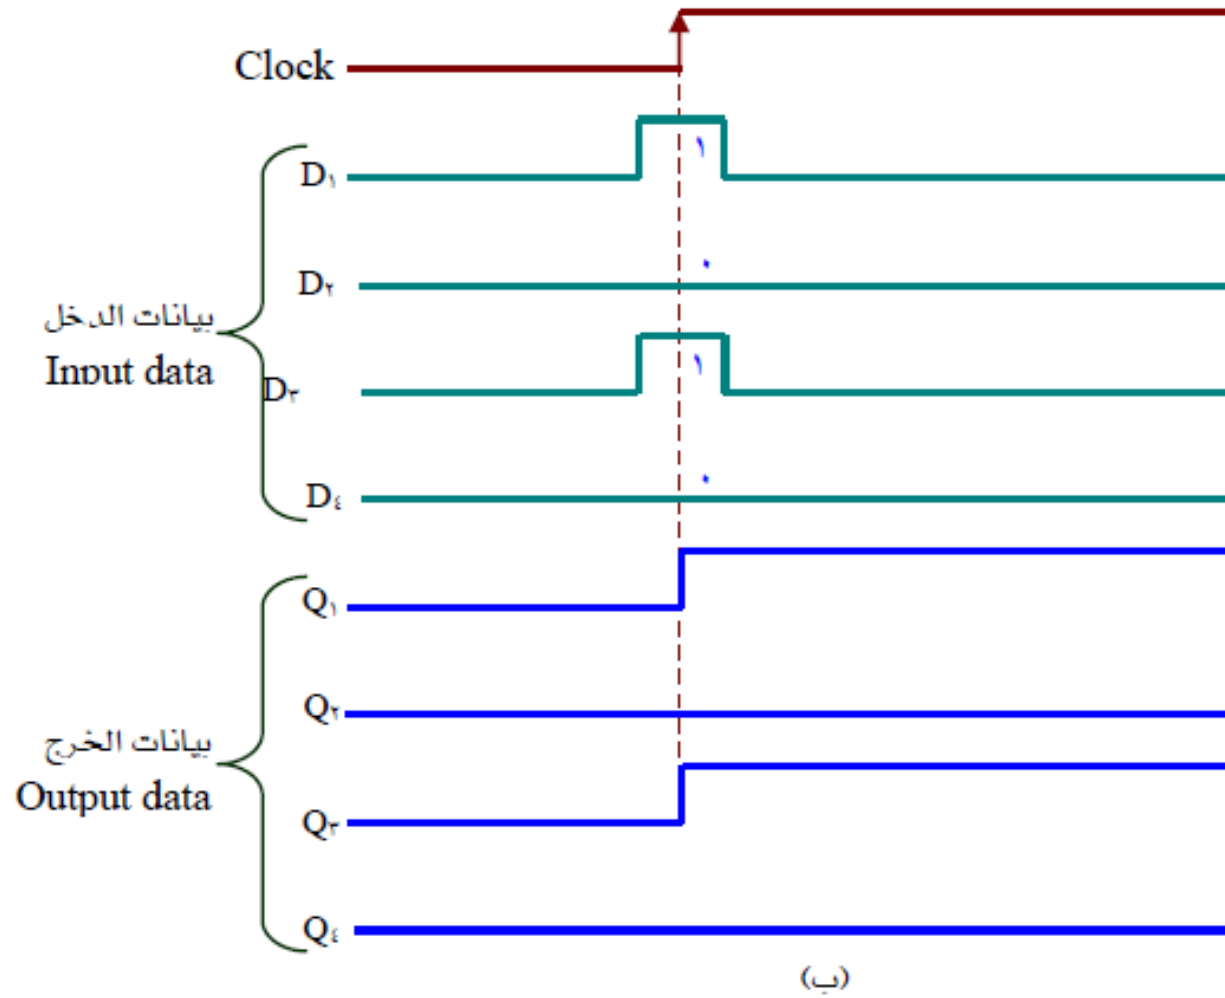 Clock
D١
١
D٢
٠
بيانات الدخل
Input data
D٣
١
D٤
٠
Q١
Q٢
بيانات الخرج
Output data
Q٣
Q٤
(ب)